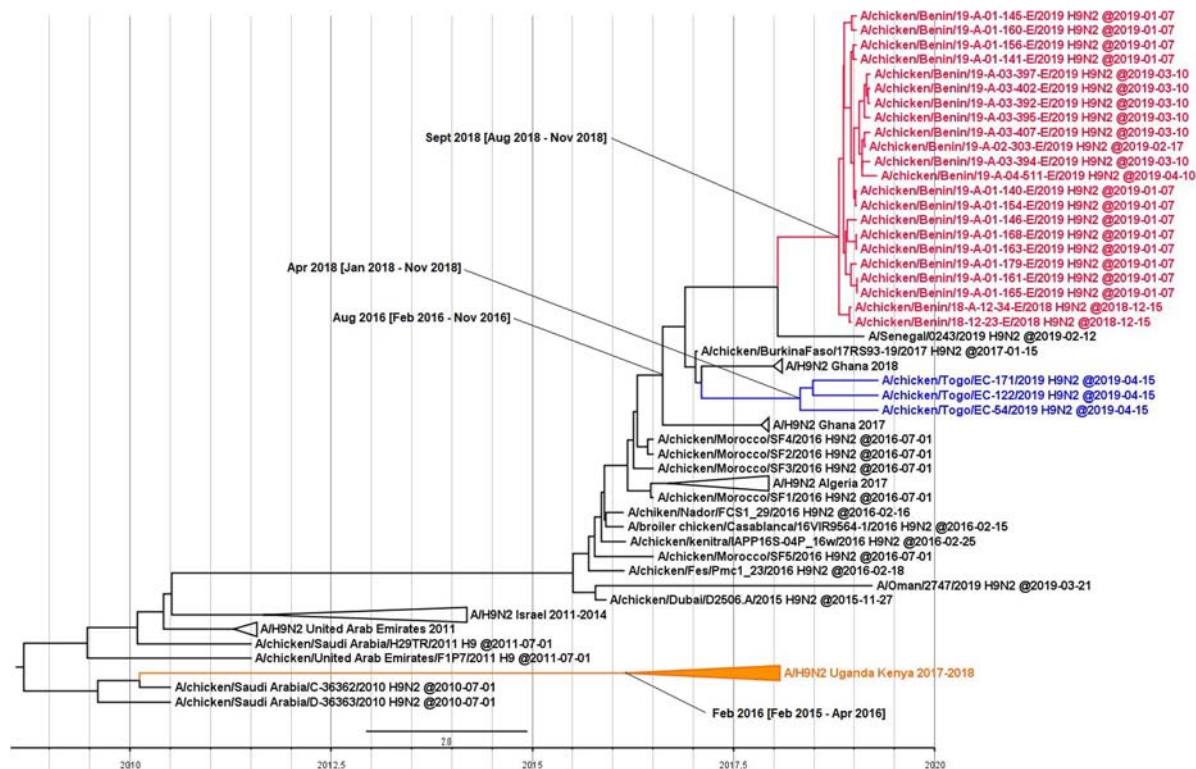 A/chicken/Benin/19-A-01-145-E/2019 H9N2 @2019-01-07
A/chicken/Benin/19-A-01-160-E/2019 H9N2 @2019-01-07
A/chicken/Benin/19-A-01-156-E/2019 H9N2 @2019-01-07
A/chicken/Benin/19-A-01-141-E/2019 H9N2 @2019-01-07
A/chicken/Benin/19-A-03-397-E/2019 H9N2 @2019-03-10
A/chicken/Benin/19-A-03-402-E/2019 H9N2 @2019-03-10
A/chicken/Benin/19-A-03-392-E/2019 H9N2 @2019-03-10
A/chicken/Benin/19-A-03-395-E/2019 H9N2 @2019-03-10
A/chicken/Benin/19-A-03-407-E/2019 H9N2 @2019-03-10
Sept 2018 [Aug 2018 - Nov 2018]
A/chicken/Benin/19-A-02-303-E/2019 H9N2 @2019-02-17
A/chicken/Benin/19-A-03-394-E/2019 H9N2 @2019-03-10
A/chicken/Benin/19-A-04-511-E/2019 H9N2 @2019-04-10
A/chicken/Benin/19-A-01-140-E/2019 H9N2 @2019-01-07
A/chicken/Benin/19-A-01-154-E/2019 H9N2 @2019-01-07
A/chicken/Benin/19-A-01-146-E/2019 H9N2 @2019-01-07
A/chicken/Benin/19-A-01-168-E/2019 H9N2 @2019-01-07
A/chicken/Benin/19-A-01-163-E/2019 H9N2 @2019-01-07
A/chicken/Benin/19-A-01-179-E/2019 H9N2 @2019-01-07
Apr 2018 [Jan 2018 - Nov 2018]
A/chicken/Benin/19-A-01-161-E/2019 H9N2 @2019-01-07
A/chicken/Benin/19-A-01-165-E/2019 H9N2 @2019-01-07
A/chicken/Benin/18-A-12-34-E/2018 H9N2 @2018-12-15
Aug 2016 [Feb 2016 - Nov 2016]
A/chicken/Benin/18-12-23-E/2018 H9N2 @2018-12-15
A/Senegal/0243/2019 H9N2 @2019-02-12
A/chicken/BurkinaFaso/17RS93-19/2017 H9N2 @2017-01-15
A/H9N2 Ghana 2018
A/chicken/Togo/EC-171/2019 H9N2 @2019-04-15
A/chicken/Togo/EC-122/2019 H9N2 @2019-04-15
A/chicken/Togo/EC-54/2019 H9N2 @2019-04-15
A/H9N2 Ghana 2017
A/chicken/Morocco/SF4/2016 H9N2 @2016-07-01
A/chicken/Morocco/SF2/2016 H9N2 @2016-07-01
A/chicken/Morocco/SF3/2016 H9N2 @2016-07-01
A/H9N2 Algeria 2017
A/chicken/Morocco/SF1/2016 H9N2 @2016-07-01
A/chiken/Nador/FCS1_29/2016 H9N2 @2016-02-16
A/broiler chicken/Casablanca/16VIR9564-1/2016 H9N2 @2016-02-15
A/chicken/kenitra/IAPP16S-04P_16w/2016 H9N2 @2016-02-25
A/chicken/Morocco/SF5/2016 H9N2 @2016-07-01
A/chicken/Fes/Pmc1_23/2016 H9N2 @2016-02-18
A/Oman/2747/2019 H9N2 @2019-03-21
A/chicken/Dubai/D2506.A/2015 H9N2 @2015-11-27
A/H9N2 Israel 2011-2014
A/H9N2 United Arab Emirates 2011
A/chicken/Saudi Arabia/H29TR/2011 H9 @2011-07-01
A/chicken/United Arab Emirates/F1P7/2011 H9 @2011-07-01
A/H9N2 Uganda Kenya 2017-2018
A/chicken/Saudi Arabia/C-36362/2010 H9N2 @2010-07-01
A/chicken/Saudi Arabia/D-36363/2010 H9N2 @2010-07-01
Feb 2016 [Feb 2015 - Apr 2016]
2.0
2010 2012.5 2015 2017.5 2020